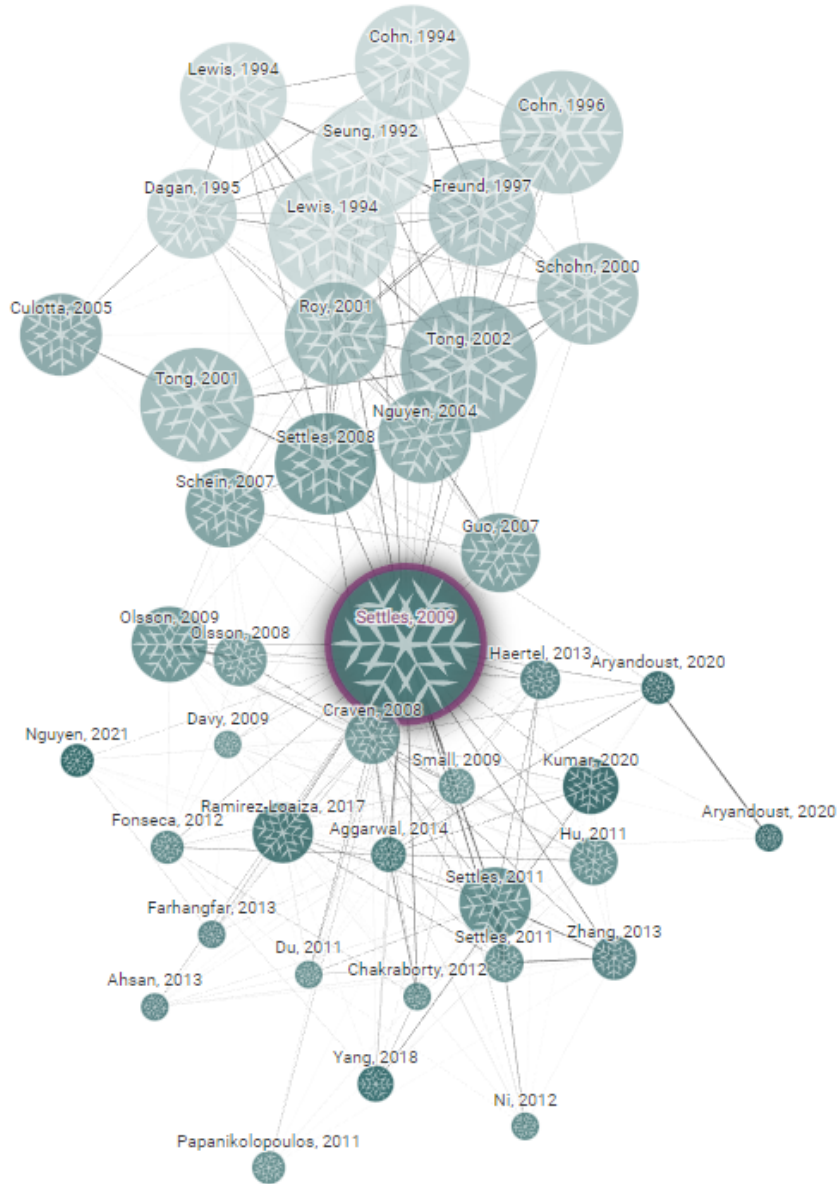 Cohn, 1994
Lewis, 1994
Cohn, 1996
Seung, 1992
Dagan, 1995
Freund, 1997
Lewis, 1994
Schohn, 2000
Culotta, 2005
Roy, 2001
Tong, 2002
Tong, 2001
Nguyen, 2004
Settles, 2008
Schein, 2007
Guo, 2007
Settles, 2009
Olsson, 2009
Olsson, 2008
Haertel, 2013
Aryandoust, 2020
Craven, 2008
Davy, 2009
Nguyen, 2021
Small, 2009
Kumar, 2020
Ramirez-Loaiza, 2017
Aryandoust, 2020
Fonseca, 2012
Aggarwal, 2014
Hu, 2011
Settles, 2011
Farhangfar, 2013
Zhang, 2013
Settles, 2011
Du, 2011
Chakraborty, 2012
Ahsan, 2013
Yang, 2018
Ni, 2012
Papanikolopoulos, 2011